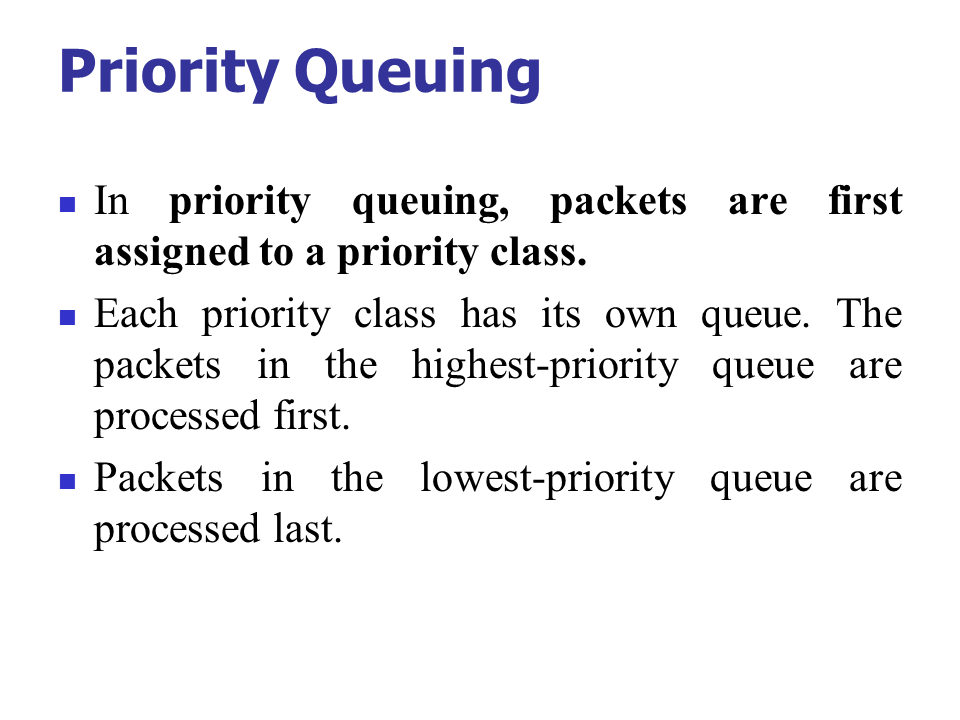 Priority Queuing
In priority queuing, packets are first
assigned to a priority class.
Each priority class has its own queue. The
packets in the highest-priority queue are
processed first.
Packets in the lowest-priority queue are
processed last.